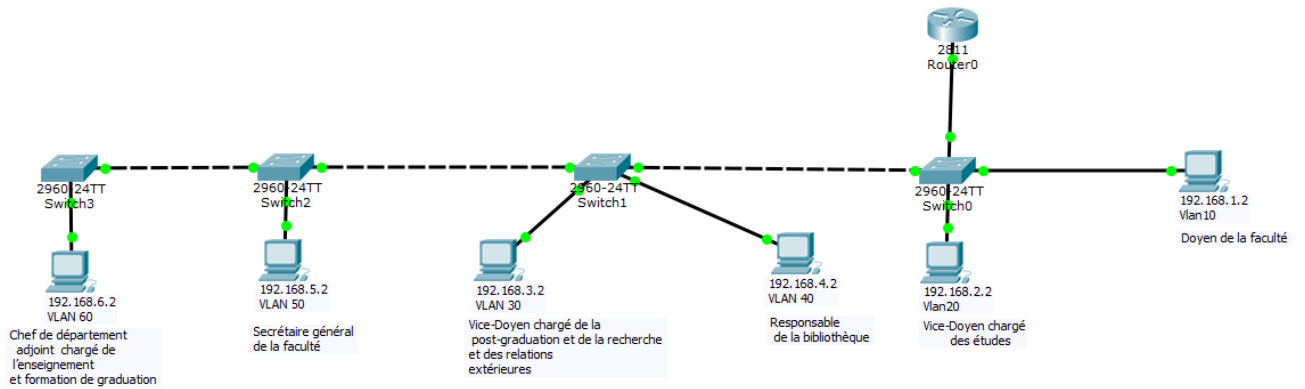 2811
Router0
2960-24TT
Switch3
2960-24TT
Switch2
2960-24TT
Switch1
2960-24TT
Switch0
192.168.1.2
Vlan10
Doyen de la faculté
192.168.6.2
VLAN 60
Chef de département
adjoint chargé de
l'enseignement
et formation de graduation
192.168.5.2
VLAN 50
Secrétaire général
de la faculté
192.168.3.2
VLAN 30
Vice-Doyen chargé de la
post-graduation et de la recherche
et des relations
extérieures
192.168.4.2
VLAN 40
Responsable
de la bibliothèque
192.168.2.2
Vlan20
Vice-Doyen chargé
des études